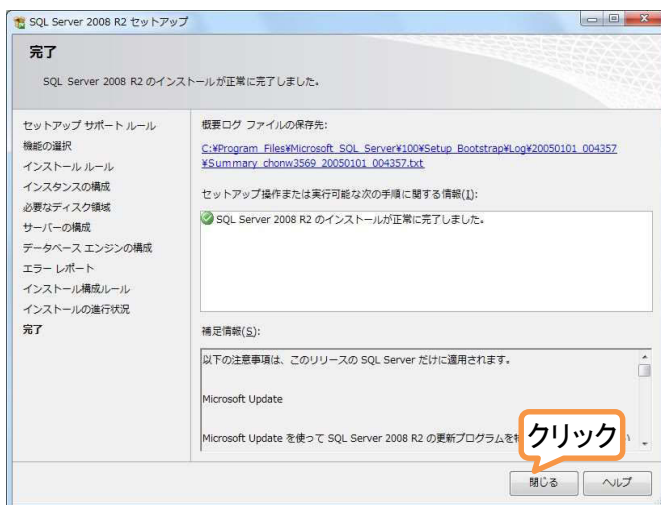 SQL Server 2008 R2 セットアップ
完了
SQL Server 2008 R2 のインストールが正常に完了しました。
セットアップ サポート ルール
機能の選択
インストール ルール
インスタンスの構成
必要なディスク領域
サーバーの構成
データベース エンジンの構成
エラー レポート
インストール構成ルール
インストールの進行状況
完了
概要ログ ファイルの保存先:
C:¥Program Files¥Microsoft SQL Server¥100¥Setup Bootstrap¥Log¥20050101_004357
¥Summary_chonw3569_20050101_004357.txt
セットアップ操作または実行可能な次の手順に関する情報(I):
SQL Server 2008 R2 のインストールが正常に完了しました。
補足情報(S):
以下の注意事項は、このリリースの SQL Server だけに適用されます。
Microsoft Update
Microsoft Update を使って SQL Server 2008 R2 の更新プログラムを
クリック
閉じる
ヘルプ